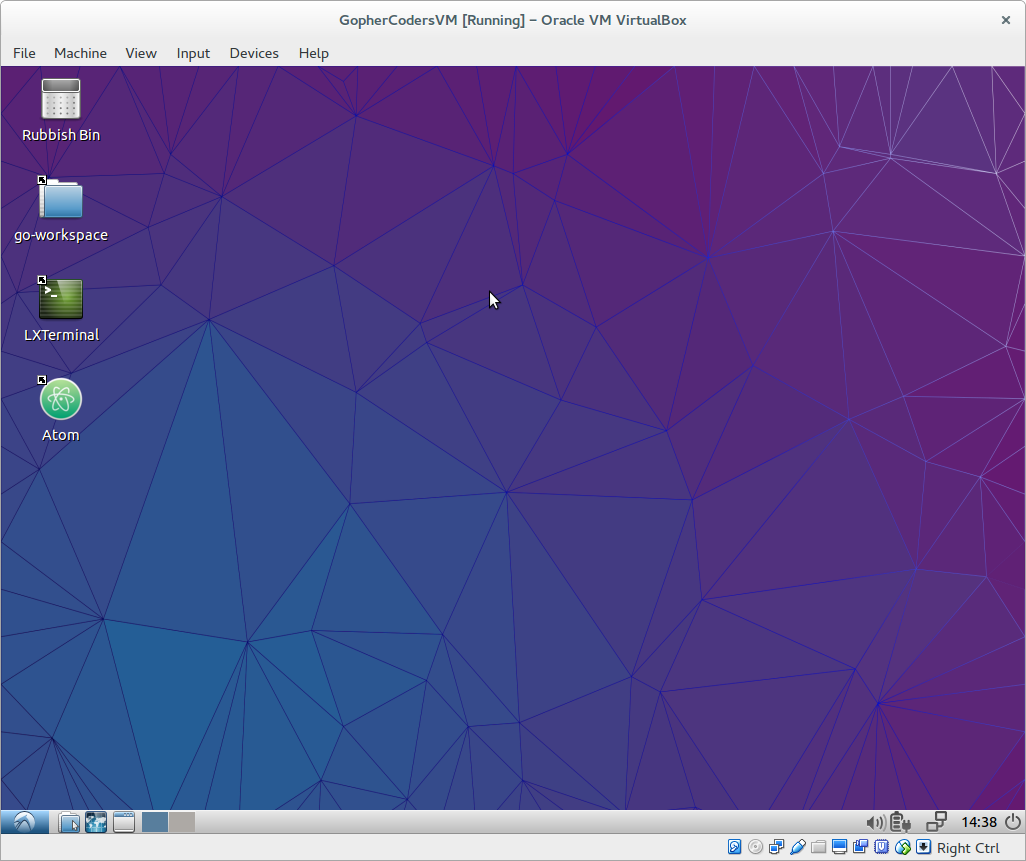 GopherCodersVM [Running] – Oracle VM VirtualBox
File Machine View Input Devices Help
Rubbish Bin
go-workspace
LXTerminal
Atom
14:38
Right Ctrl